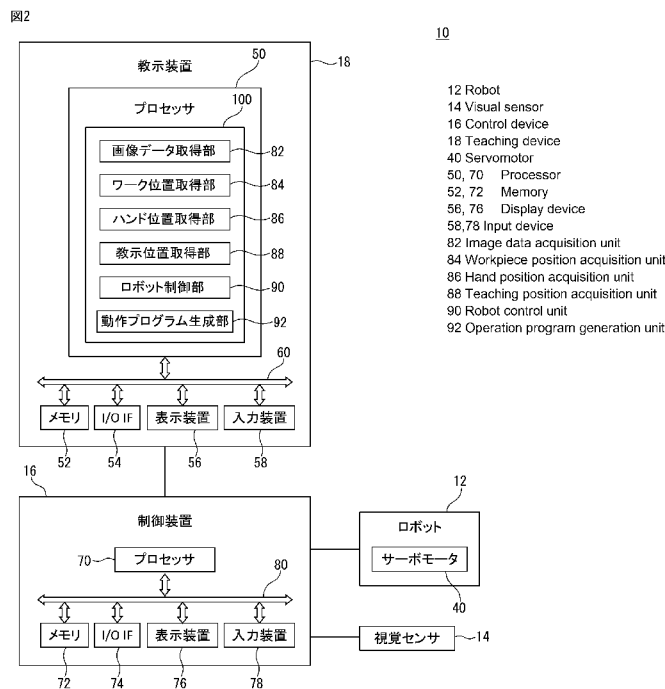 図2
10
教示装置
50
18
プロセッサ
100
画像データ取得部
82
ワーク位置取得部
84
ハンド位置取得部
86
教示位置取得部
88
ロボット制御部
90
動作プログラム生成部
92
60
メモリ
I/O IF
表示装置
入力装置
52
54
56
58
12 Robot
14 Visual sensor
16 Control device
18 Teaching device
40 Servomotor
50, 70 Processor
52, 72 Memory
56, 76 Display device
58,78 Input device
82 Image data acquisition unit
84 Workpiece position acquisition unit
86 Hand position acquisition unit
88 Teaching position acquisition unit
90 Robot control unit
92 Operation program generation unit
16
制御装置
70
プロセッサ
80
メモリ
I/O IF
表示装置
入力装置
72
74
76
78
12
ロボット
サーボモータ
40
視覚センサ
14